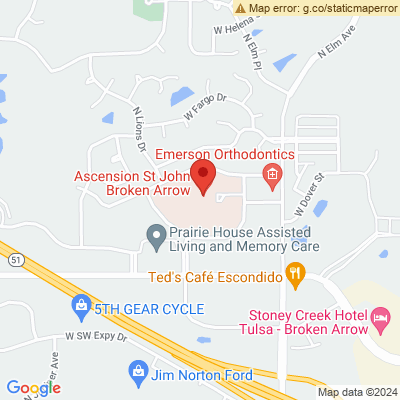 Map error: g.co/staticmaperror
W Helena
N Elm Pl
N Elm Ave
N Lions Dr
W Fargo Dr
Emerson Orthodontics
Ascension St John
Broken Arrow
W Dover St
Prairie House Assisted
Living and Memory Care
51
Ted's Café Escondido
5TH GEAR CYCLE
Stoney Creek Hotel
Tulsa - Broken Arrow
W SW Expy Dr
Jim Norton Ford
Ave
Google
Map data ©2024